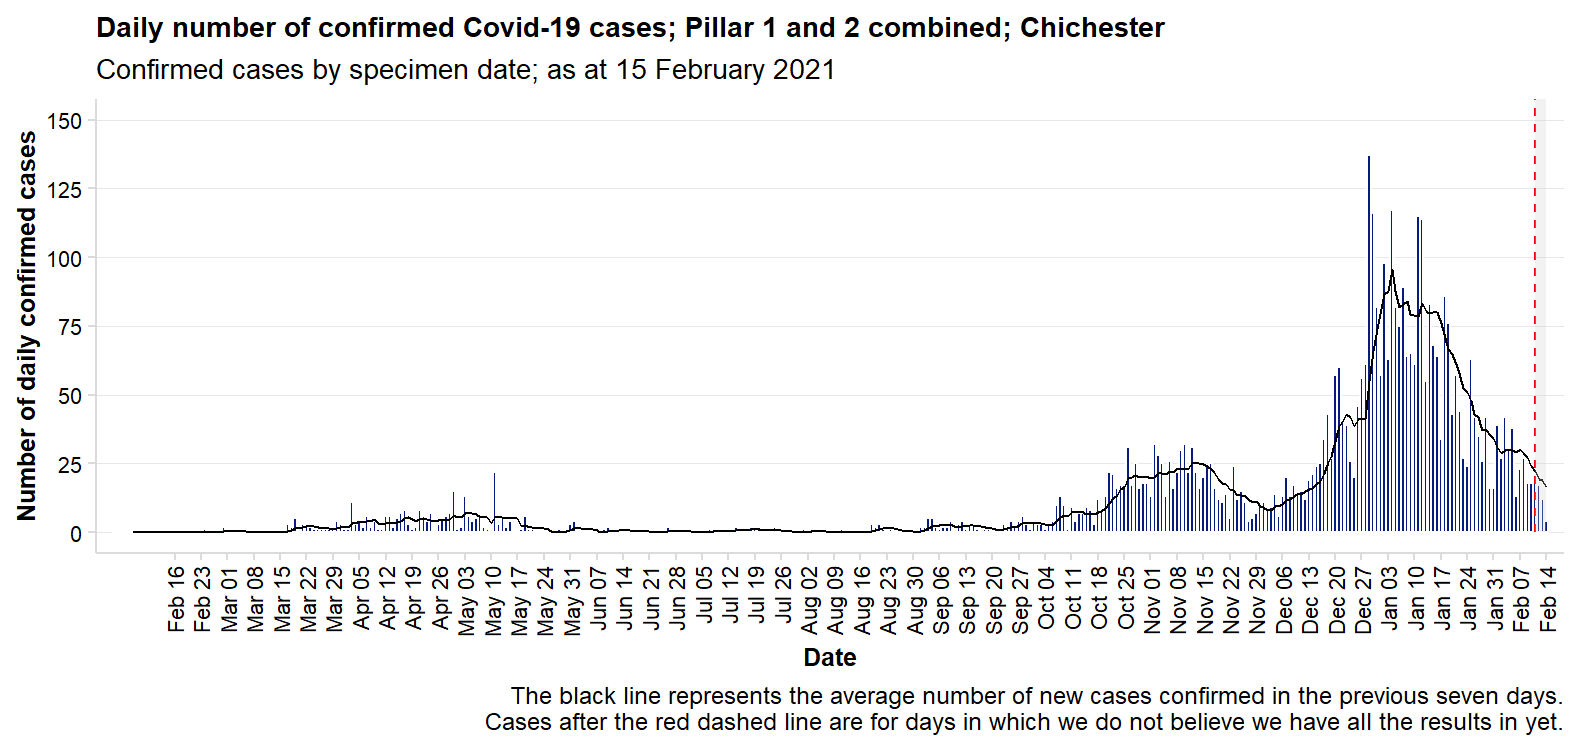 Daily number of confirmed Covid-19 cases; Pillar 1 and 2 combined; Chichester
Confirmed cases by specimen date; as at 15 February 2021
Number of daily confirmed cases
150
125
100
75
50
25
0
Feb 16
Feb 23
Mar 01
Mar 08
Mar 15
Mar 22
Mar 29
Apr 05
Apr 12
Apr 19
Apr 26
May 03
May 10
May 17
May 24
May 31
Jun 07
Jun 14
Jun 21
Jun 28
Jul 05
Jul 12
Jul 19
Jul 26
Aug 02
Aug 09
Aug 16
Aug 23
Aug 30
Sep 06
Sep 13
Sep 20
Sep 27
Oct 04
Oct 11
Oct 18
Oct 25
Nov 01
Nov 08
Nov 15
Nov 22
Nov 29
Dec 06
Dec 13
Dec 20
Dec 27
Jan 03
Jan 10
Jan 17
Jan 24
Jan 31
Feb 07
Feb 14
Date
The black line represents the average number of new cases confirmed in the previous seven days.
Cases after the red dashed line are for days in which we do not believe we have all the results in yet.